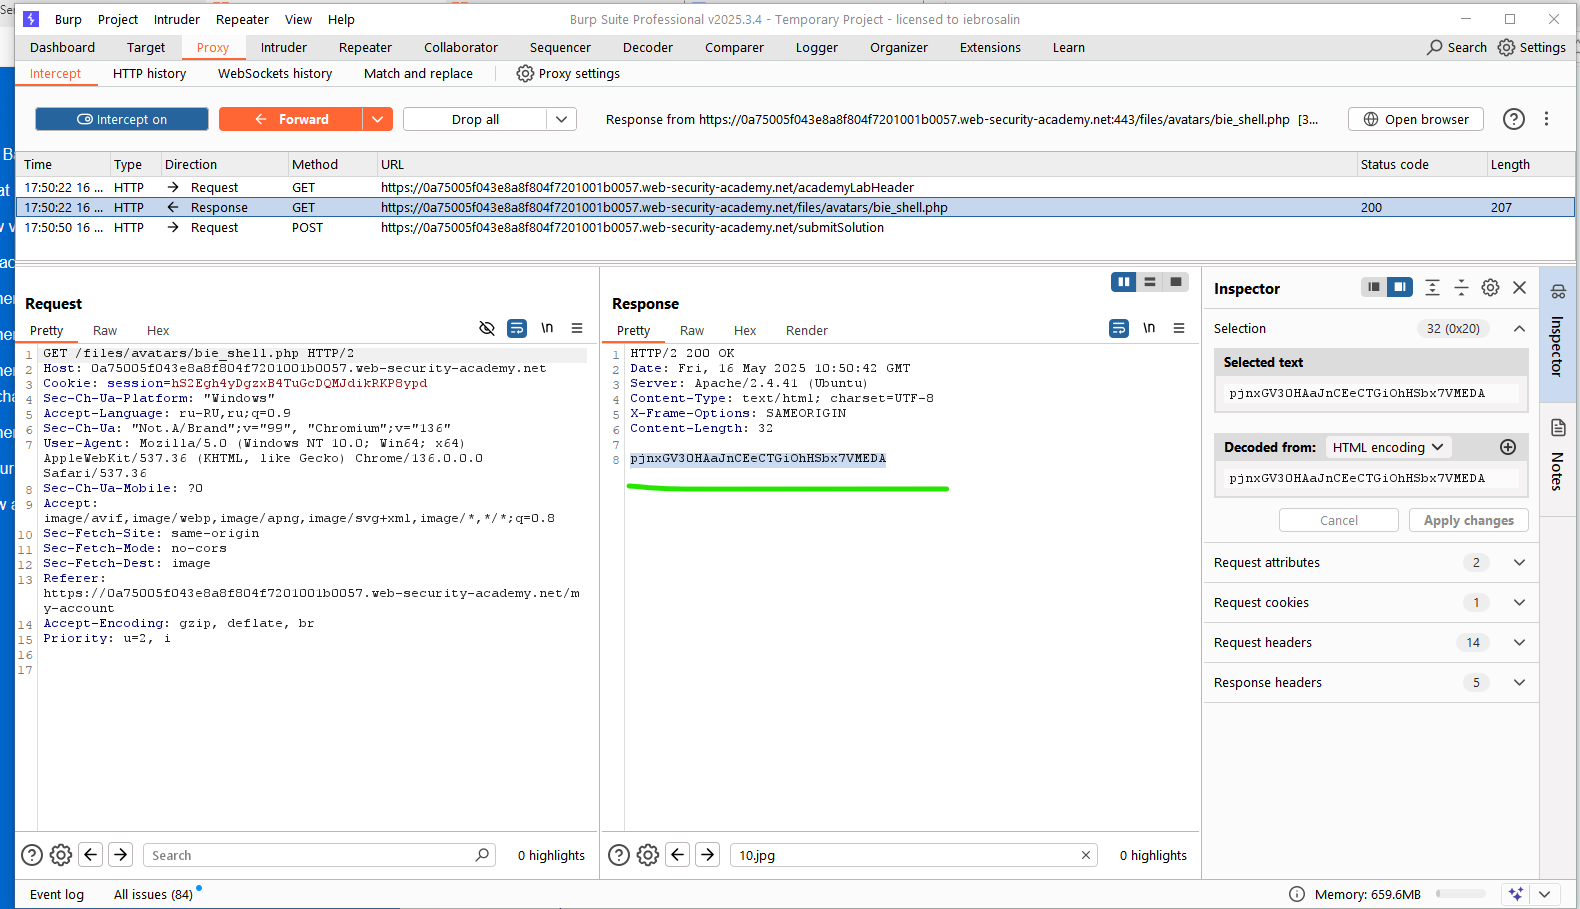 Burp Project Intruder Repeater View Help Burp Suite Professional v2025.3.4 - Temporary Project - licensed to iebrosalin
Dashboard Target Proxy Intruder Repeater Collaborator Sequencer Decoder Comparer Logger Organizer Extensions Learn Search Settings
Intercept HTTP history WebSockets history Match and replace Proxy settings
Intercept on Forward Drop all Response from https://0a75005f043e8a8f804f7201001b0057.web-security-academy.net:443/files/avatars/bie_shell.php [3... Open browser
Time Type Direction Method URL Status code Length
17:50:22 16 ... HTTP → Request GET https://0a75005f043e8a8f804f7201001b0057.web-security-academy.net/academyLabHeader
17:50:22 16 ... HTTP ← Response GET https://0a75005f043e8a8f804f7201001b0057.web-security-academy.net/files/avatars/bie_shell.php 200 207
17:50:50 16 ... HTTP → Request POST https://0a75005f043e8a8f804f7201001b0057.web-security-academy.net/submitSolution
Request
Pretty Raw Hex \n
1 GET /files/avatars/bie_shell.php HTTP/2
2 Host: 0a75005f043e8a8f804f7201001b0057.web-security-academy.net
3 Cookie: session=hS2Egh4yDgzxB4TuGcDQMJdikRKP8ypd
4 Sec-Ch-Ua-Platform: "Windows"
5 Accept-Language: ru-RU,ru;q=0.9
6 Sec-Ch-Ua: "Not.A/Brand";v="99", "Chromium";v="136"
7 User-Agent: Mozilla/5.0 (Windows NT 10.0; Win64; x64)
AppleWebKit/537.36 (KHTML, like Gecko) Chrome/136.0.0.0
Safari/537.36
8 Sec-Ch-Ua-Mobile: ?0
9 Accept:
image/avif,image/webp,image/apng,image/svg+xml,image/*,*/*;q=0.8
10 Sec-Fetch-Site: same-origin
11 Sec-Fetch-Mode: no-cors
12 Sec-Fetch-Dest: image
13 Referer:
https://0a75005f043e8a8f804f7201001b0057.web-security-academy.net/m
y-account
14 Accept-Encoding: gzip, deflate, br
15 Priority: u=2, i
16
17
Search 0 highlights
Response
Pretty Raw Hex Render \n
1 HTTP/2 200 OK
2 Date: Fri, 16 May 2025 10:50:42 GMT
3 Server: Apache/2.4.41 (Ubuntu)
4 Content-Type: text/html; charset=UTF-8
5 X-Frame-Options: SAMEORIGIN
6 Content-Length: 32
7
8 pjnxGV3OHAaJnCEeCTGiOhHSbx7VMEDA
10.jpg 0 highlights
Inspector
Selection 32 (0x20)
Selected text
pjnxGV3OHAaJnCEeCTGiOhHSbx7VMEDA
Decoded from: HTML encoding
pjnxGV3OHAaJnCEeCTGiOhHSbx7VMEDA
Cancel Apply changes
Request attributes 2
Request cookies 1
Request headers 14
Response headers 5
Inspector
Notes
Event log All issues (84) Memory: 659.6MB